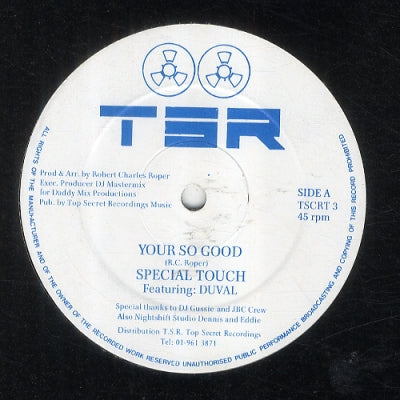 TSR
Prod & Arr. by Robert Charles Roper
Exec. Producer DJ Mastermix
for Daddy Mix Productions
Pub. by Top Secret Recordings Music
SIDE A
TSCRT 3
45 rpm
YOUR SO GOOD
(R.C. Roper)
SPECIAL TOUCH
Featuring: DUVAL
Special thanks to DJ Gussie and JBC Crew
Also Nightshift Studio Dennis and Eddie
Distribution T.S.R. Top Secret Recordings
Tel: 01-961 3871
ALL RIGHTS OF THE MANUFACTURER AND OF THE OWNER OF THE RECORDED WORK RESERVED UNAUTHORISED PUBLIC PERFORMANCE BROADCASTING AND COPYING OF THIS RECORD PROHIBITED